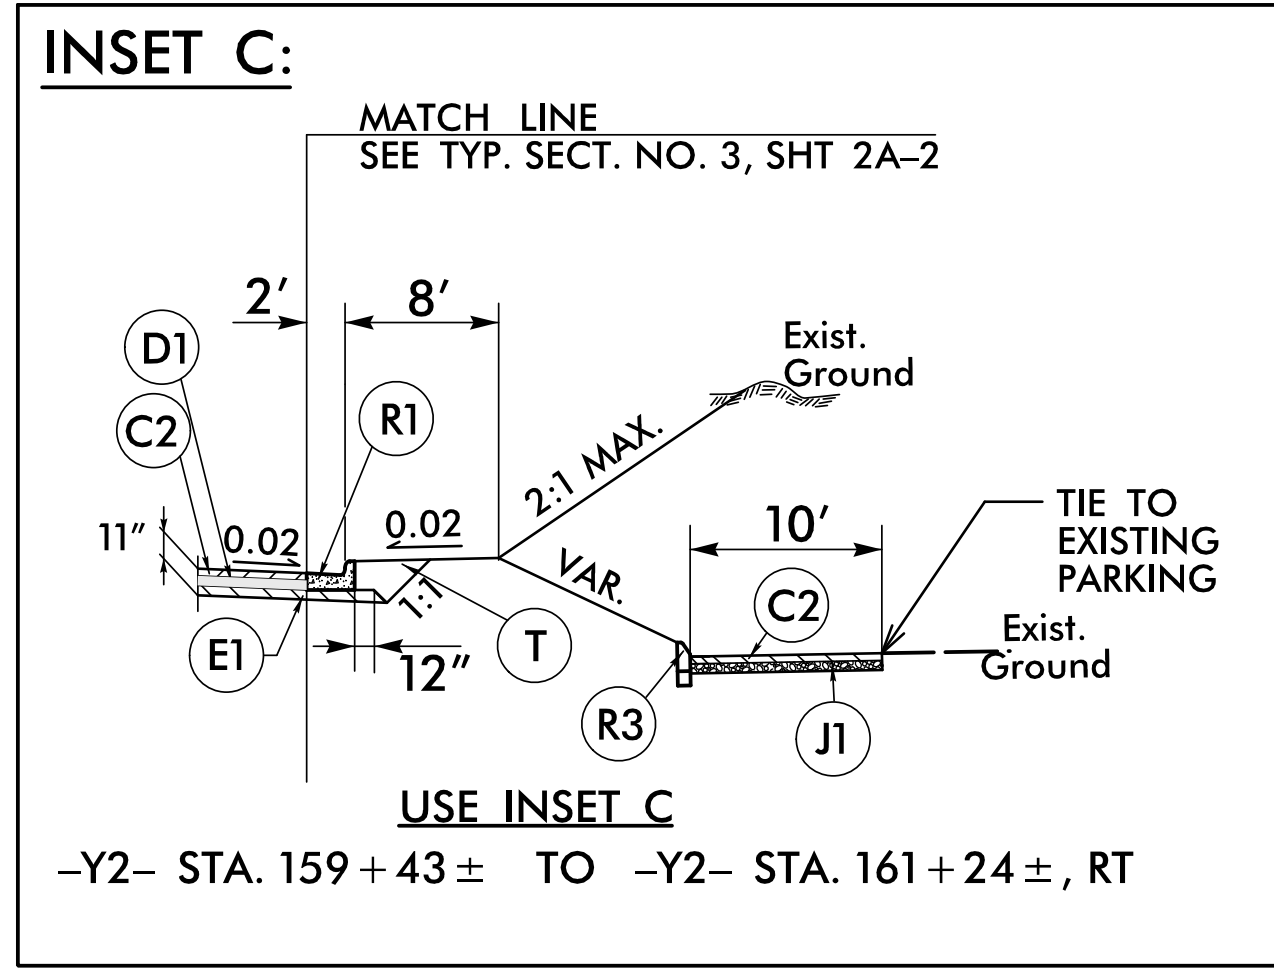 INSET C:
MATCH LINE
SEE TYP. SECT. NO. 3, SHT 2A–2
2'
8'
D1
C2
R1
Exist.
Ground
2:1 MAX.
11"
0.02
0.02
10'
TIE TO
EXISTING
PARKING
VAR.
C2
1:1
E1
12"
T
Exist.
Ground
R3
J1
USE INSET C
–Y2– STA. 159+43± TO –Y2– STA. 161+24±, RT